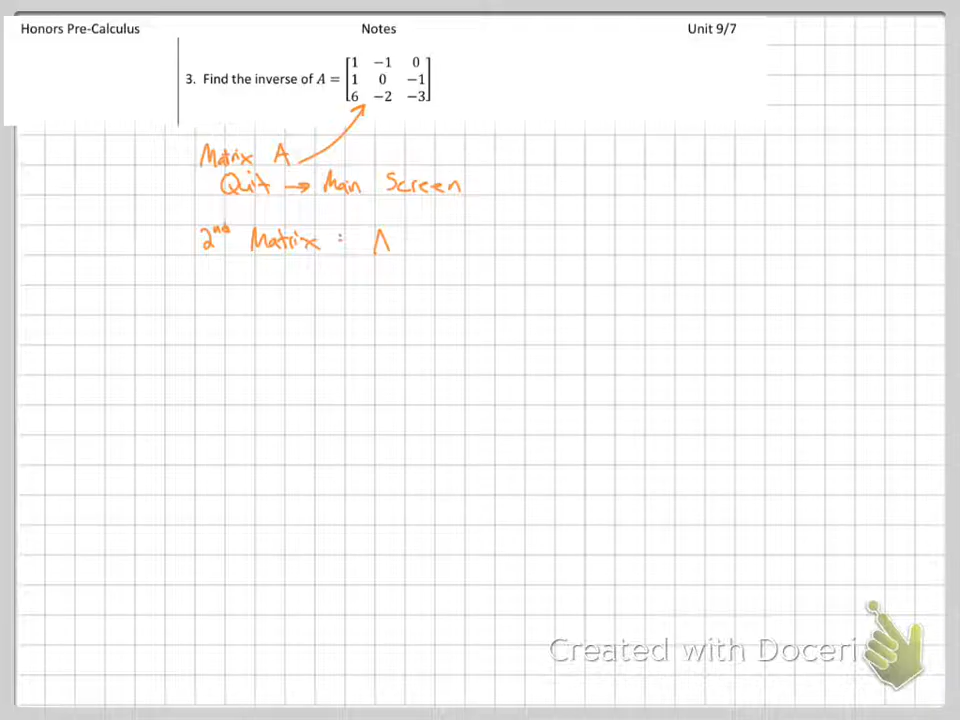 Honors Pre-Calculus Notes Unit 9/7
3. Find the inverse of A = [1 −1 0
1 0 −1
6 −2 −3]
Matrix A
Quit → Main Screen
2nd Matrix : A
Created with Doceri